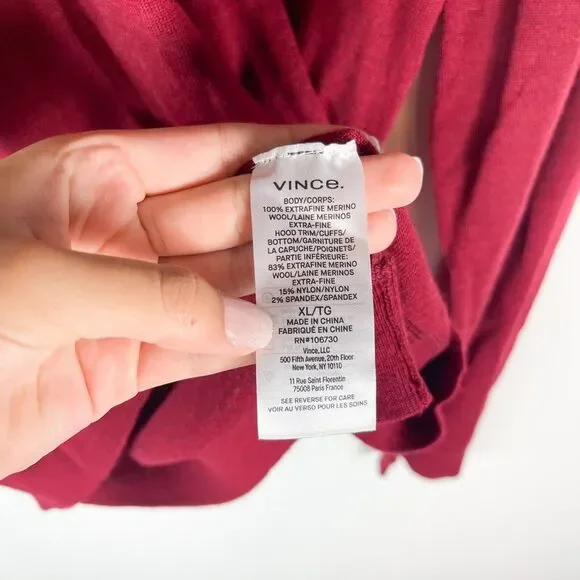 VINCE.
BODY/CORPS:
100% EXTRAFINE MERINO
WOOL/LAINE MERINOS
EXTRA-FINE
HOOD TRIM/CUFFS/
BOTTOM/GARNITURE DE
LA CAPUCHE/POIGNETS/
PARTIE INFÉRIEURE:
83% EXTRAFINE MERINO
WOOL/LAINE MERINOS
EXTRA-FINE
15% NYLON/NYLON
2% SPANDEX/SPANDEX
XL/TG
MADE IN CHINA
FABRIQUÉ EN CHINE
RN#106730
Vince, LLC
500 Fifth Avenue, 20th Floor
New York, NY 10110
11 Rue Saint Florentin
75008 Paris France
SEE REVERSE FOR CARE
VOIR AU VERSO POUR LES SOINS